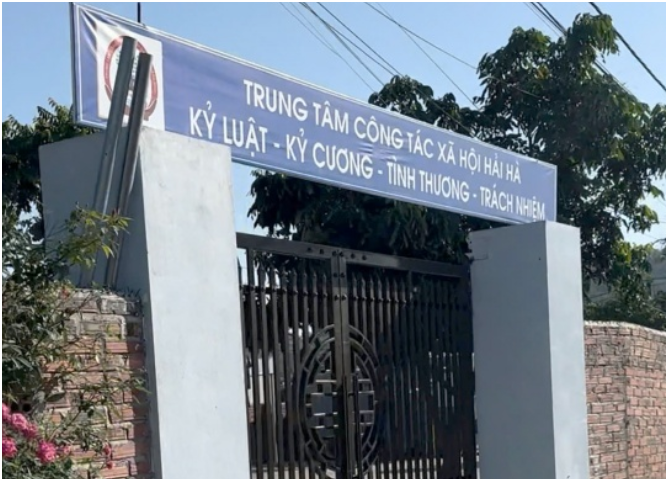 TRUNG TÂM CÔNG TÁC XÃ HỘI HẢI HÀ
KỶ LUẬT - KỶ CƯƠNG - TÌNH THƯƠNG - TRÁCH NHIỆM